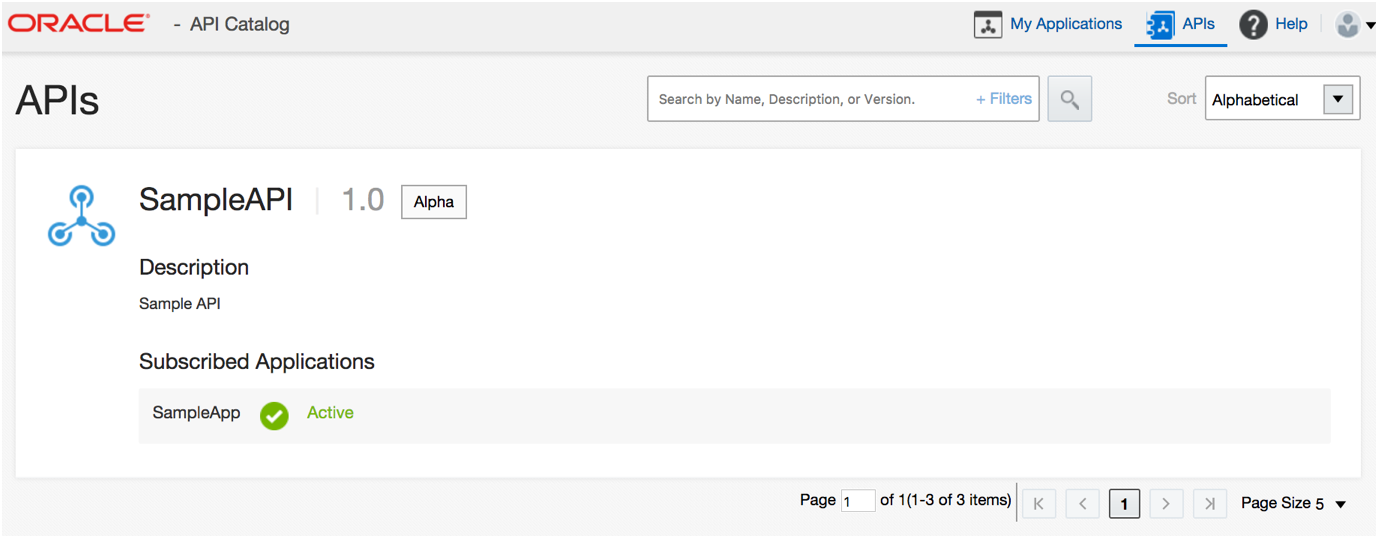 ORACLE® - API Catalog My Applications APIs ? Help
APIs Search by Name, Description, or Version. + Filters Sort Alphabetical
SampleAPI 1.0 Alpha
Description
Sample API
Subscribed Applications
SampleApp Active
Page 1 of 1(1-3 of 3 items) 1 Page Size 5